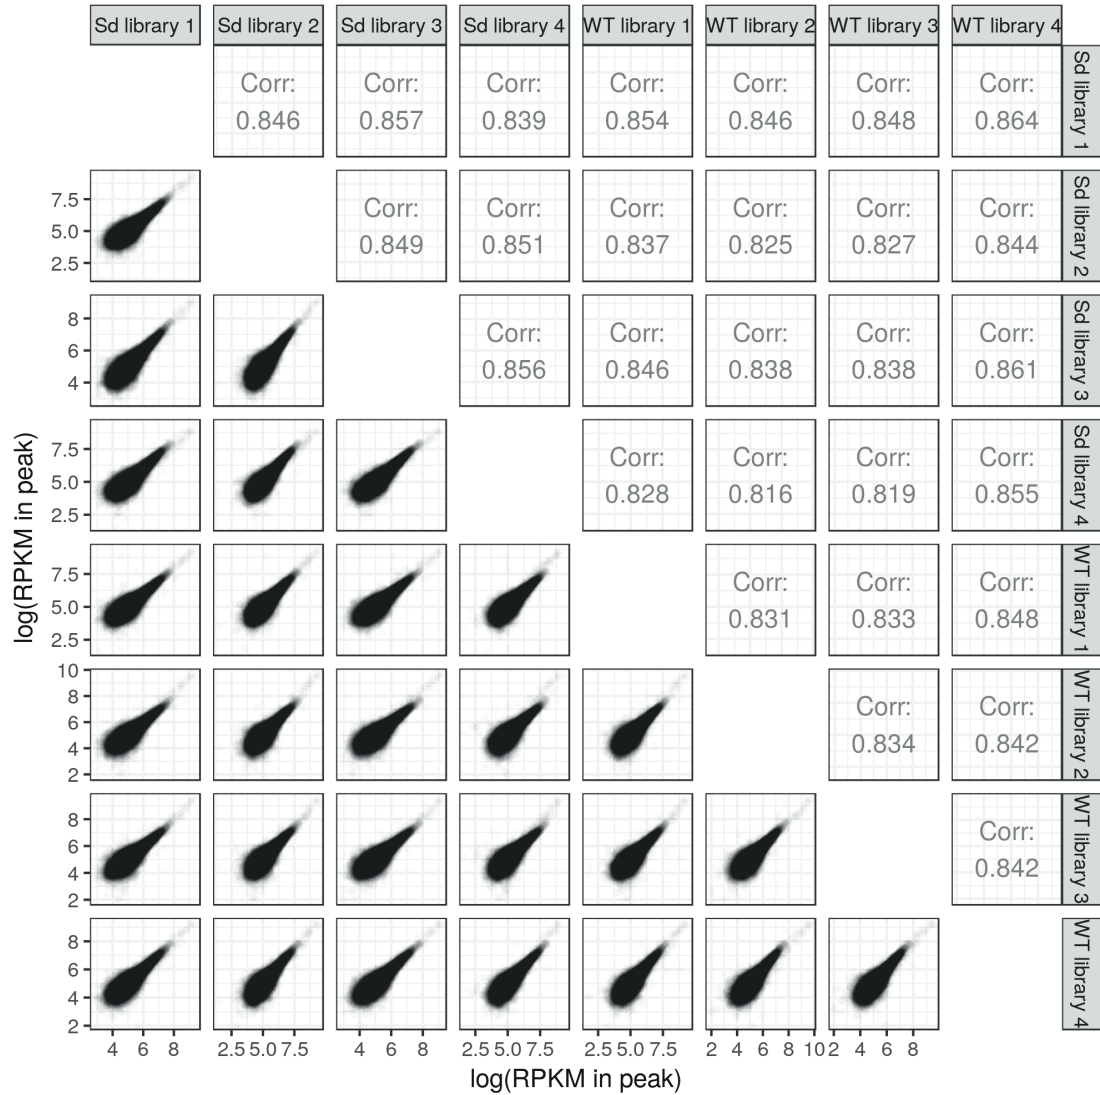 Sd library 1 Sd library 2 Sd library 3 Sd library 4 WT library 1 WT library 2 WT library 3 WT library 4
Corr: Corr: Corr: Corr: Corr: Corr: Corr:
0.846 0.857 0.839 0.854 0.846 0.848 0.864
Sd library 1
7.5
5.0
2.5
Corr: Corr: Corr: Corr: Corr: Corr:
0.849 0.851 0.837 0.825 0.827 0.844
Sd library 2
8
6
4
Corr: Corr: Corr: Corr: Corr:
0.856 0.846 0.838 0.838 0.861
Sd library 3
7.5
5.0
2.5
Corr: Corr: Corr: Corr:
0.828 0.816 0.819 0.855
Sd library 4
log(RPKM in peak)
7.5
5.0
2.5
Corr: Corr: Corr:
0.831 0.833 0.848
WT library 1
10
8
6
4
2
Corr: Corr:
0.834 0.842
WT library 2
8
6
4
2
Corr:
0.842
WT library 3
8
6
4
2
WT library 4
4 6 8 2.5 5.0 7.5 4 6 8 2.5 5.0 7.5 2.5 5.0 7.5 2 4 6 8 10 2 4 6 8
log(RPKM in peak)